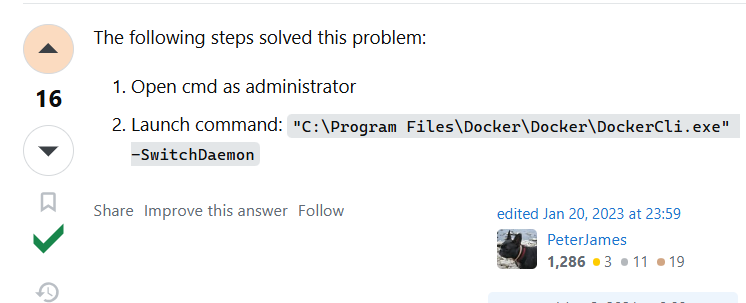 The following steps solved this problem:
16
1. Open cmd as administrator
2. Launch command: "C:\Program Files\Docker\Docker\DockerCli.exe"
-SwitchDaemon
Share Improve this answer Follow
edited Jan 20, 2023 at 23:59
PeterJames
1,286 3 11 19